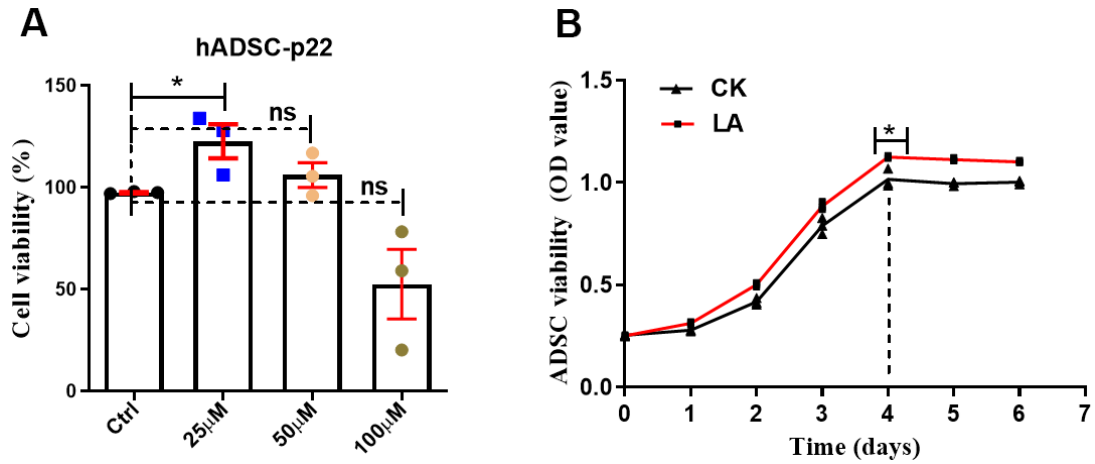 A
hADSC-p22
Cell viability (%)
150
100
50
0
*
ns
ns
Ctrl
25μM
50μM
100μM
B
CK
LA
*
ADSC viability (OD value)
1.5
1.0
0.5
0.0
0 1 2 3 4 5 6 7
Time (days)